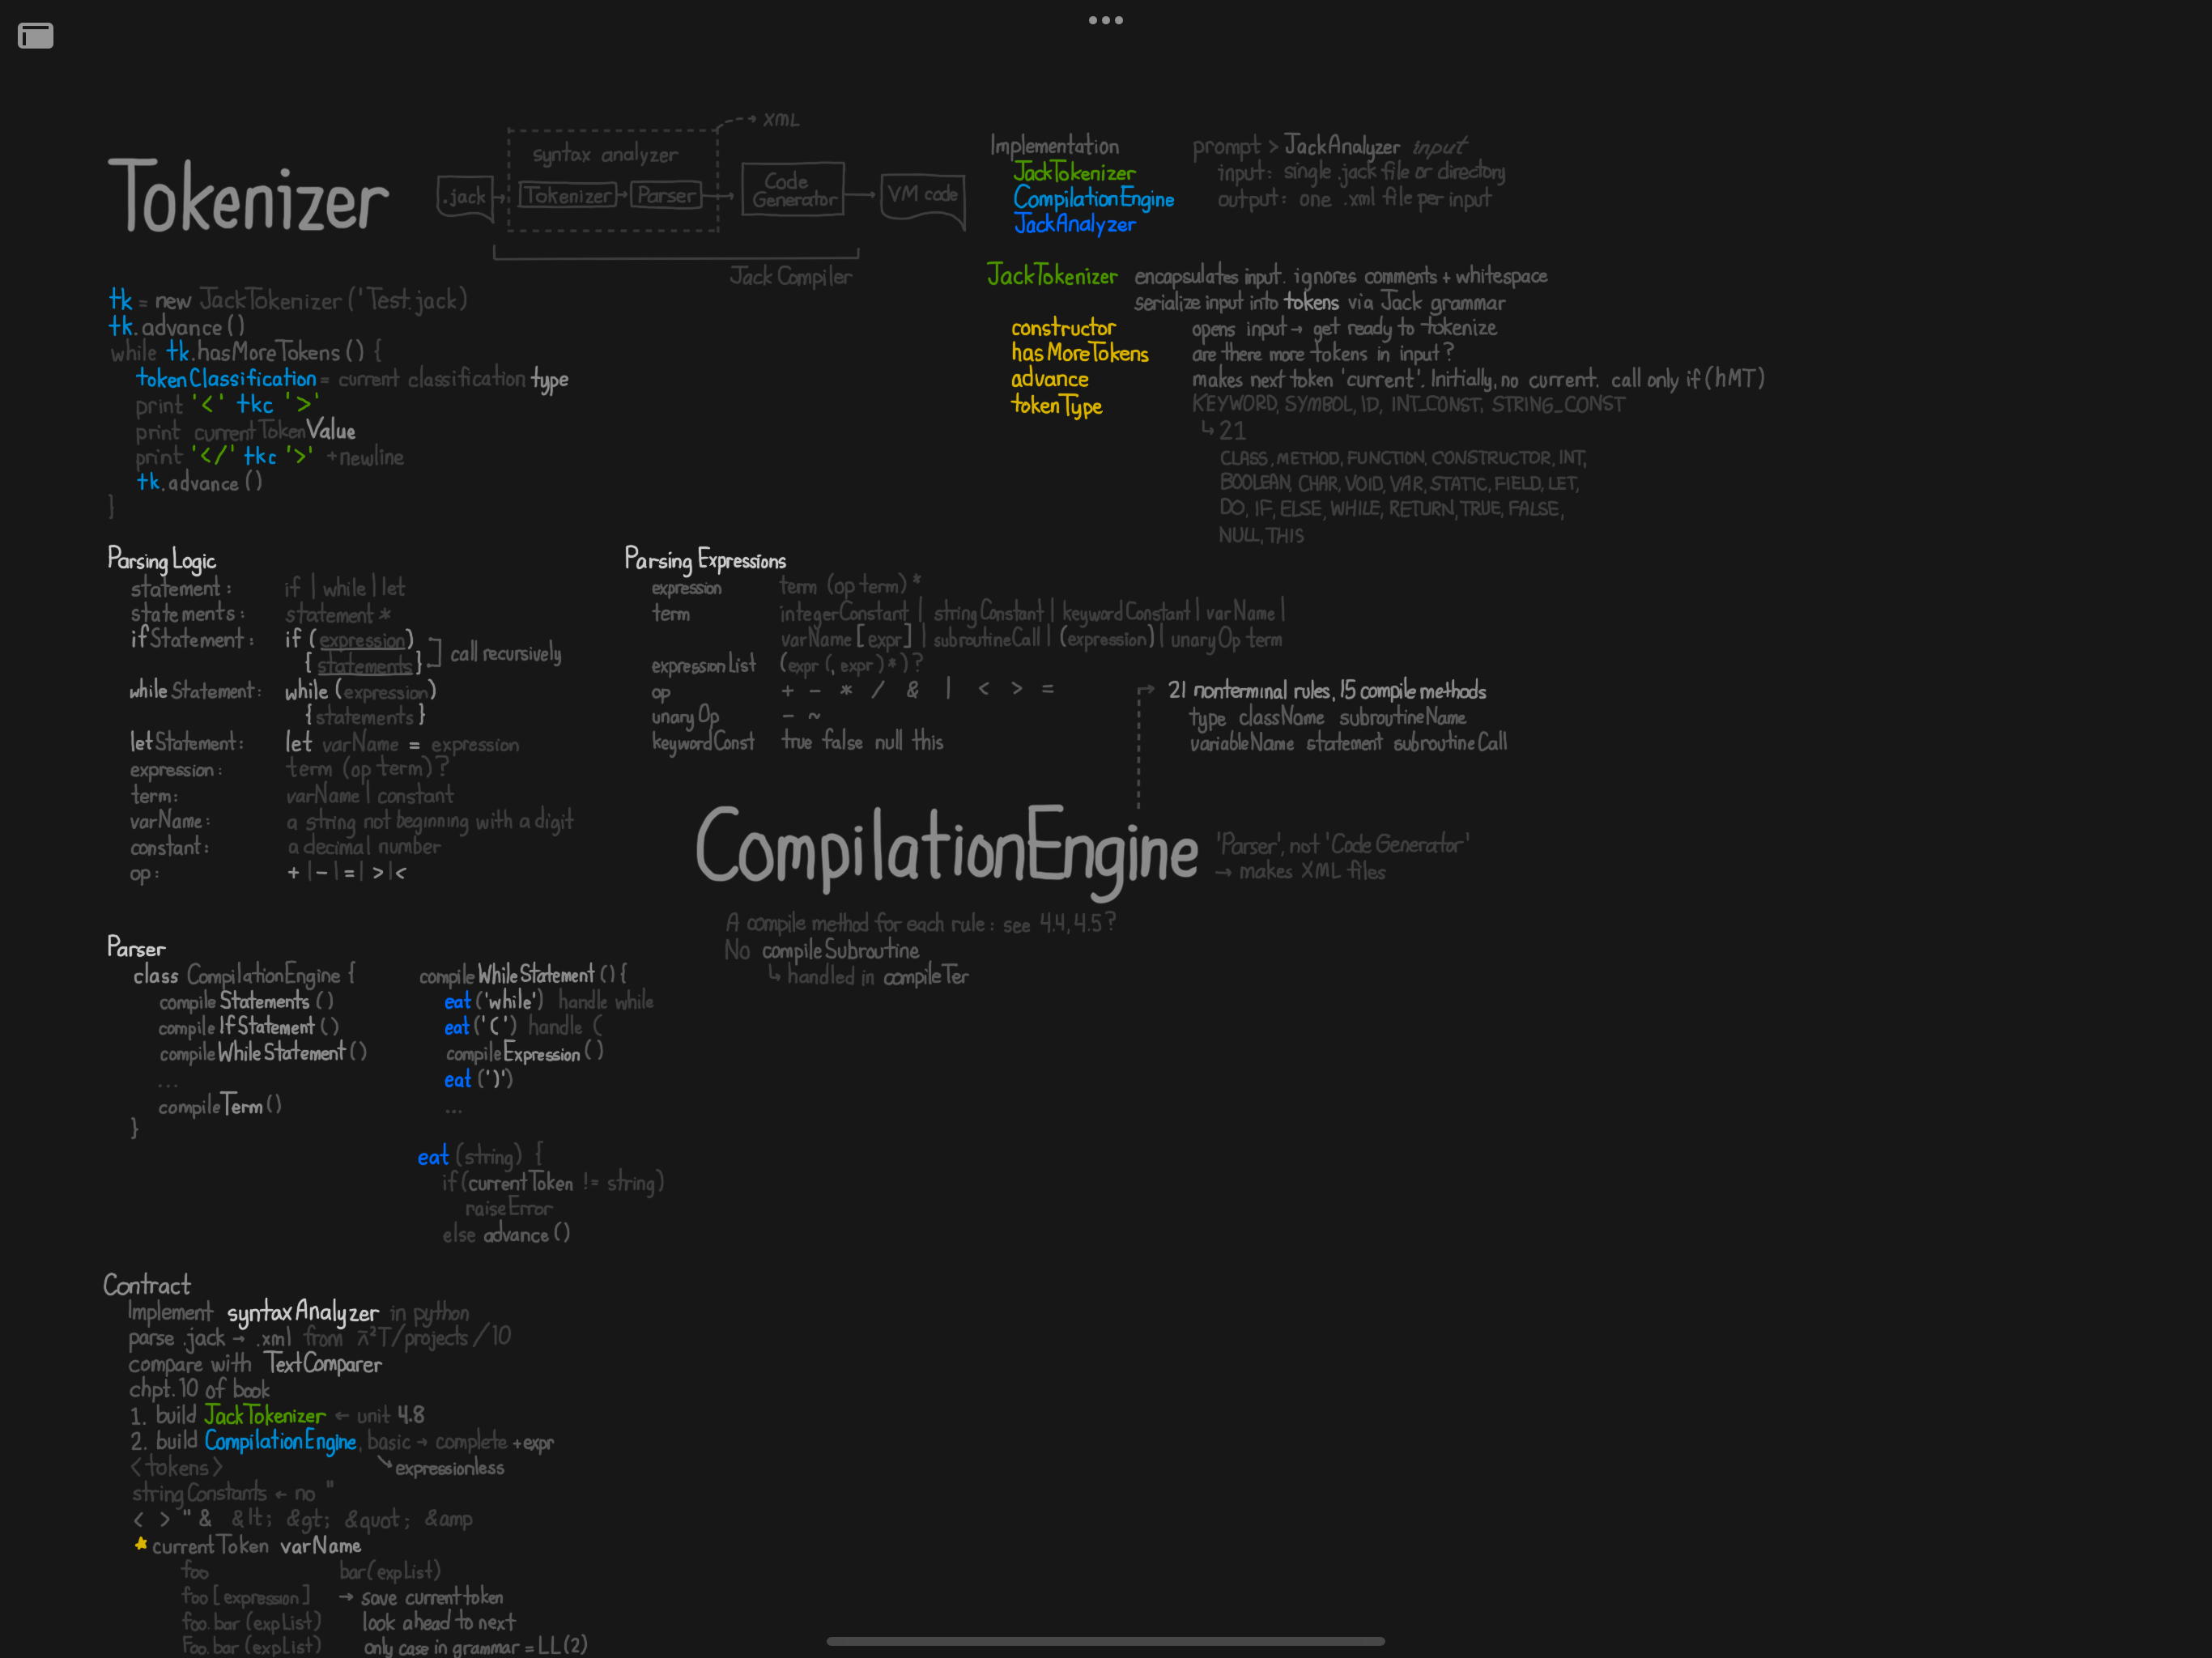 Tokenizer
.jack
syntax analyzer
Tokenizer
Parser
XML
Code Generator
VM code
Jack Compiler
tk = new JackTokenizer ('Test.jack)
tk.advance ()
while tk.hasMoreTokens () {
tokenClassification = current classification type
print '<' tkc '>'
print currentTokenValue
print '</' tkc '>' +newline
tk.advance ()
}
Implementation
JackTokenizer
CompilationEngine
JackAnalyzer
prompt > JackAnalyzer input
input: single .jack file or directory
output: one .xml file per input
JackTokenizer encapsulates input. ignores comments + whitespace
serialize input into tokens via Jack grammar
constructor opens input → get ready to tokenize
hasMoreTokens are there more tokens in input?
advance makes next token 'current'. Initially, no current. call only if (hMT)
tokenType KEYWORD, SYMBOL, ID, INT_CONST, STRING_CONST
↳ 21
CLASS, METHOD, FUNCTION, CONSTRUCTOR, INT,
BOOLEAN, CHAR, VOID, VAR, STATIC, FIELD, LET,
DO, IF, ELSE, WHILE, RETURN, TRUE, FALSE,
NULL, THIS
Parsing Logic
statement: if | while | let
statements: statement *
ifStatement: if (expression)
{statements} call recursively
whileStatement: while (expression)
{statements}
letStatement: let varName = expression
expression: term (op term)?
term: varName | constant
varName: a string not beginning with a digit
constant: a decimal number
op: + | - | = | > | <
Parsing Expressions
expression term (op term) *
term integerConstant | stringConstant | keywordConstant | varName |
varName [expr] | subroutineCall | (expression) | unaryOp term
expressionList (expr (, expr)*)?
op + - * / & | < > =
unaryOp - ~
keywordConst true false null this
21 nonterminal rules, 15 compile methods
type className subroutineName
variableName statement subroutineCall
CompilationEngine
'Parser', not 'Code Generator'
→ makes XML files
A compile method for each rule: see 4.4, 4.5?
No compileSubroutine
↳ handled in compileTer
Parser
class CompilationEngine {
compileStatements ()
compileIfStatement ()
compileWhileStatement ()
...
compileTerm ()
}
compileWhileStatement () {
eat ('while') handle while
eat ('(') handle (
compileExpression ()
eat (')')
...
eat (string) {
if (currentToken != string)
raiseError
else advance ()
Contract
Implement syntaxAnalyzer in python
parse .jack → .xml from n²T/projects/10
compare with TextComparer
chpt. 10 of book
1. build JackTokenizer ← unit 4.8
2. build CompilationEngine, basic → complete + expr
expressionless
<tokens>
stringConstants ← no "
< > " & &lt; &gt; &quot; &amp
★ currentToken varName
foo bar(expList)
foo [expression] → save current token
foo.bar (expList) look ahead to next
Foo.bar (expList) only case in grammar = LL(2)